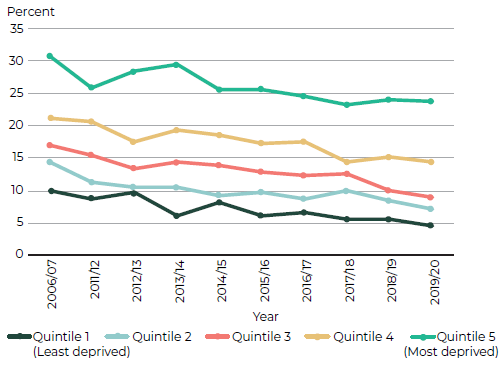 Percent
35
30
25
20
15
10
5
0
2006/07 2011/12 2012/13 2013/14 2014/15 2015/16 2016/17 2017/18 2018/19 2019/20
Year
Quintile 1 Quintile 2 Quintile 3 Quintile 4 Quintile 5
(Least deprived) (Most deprived)